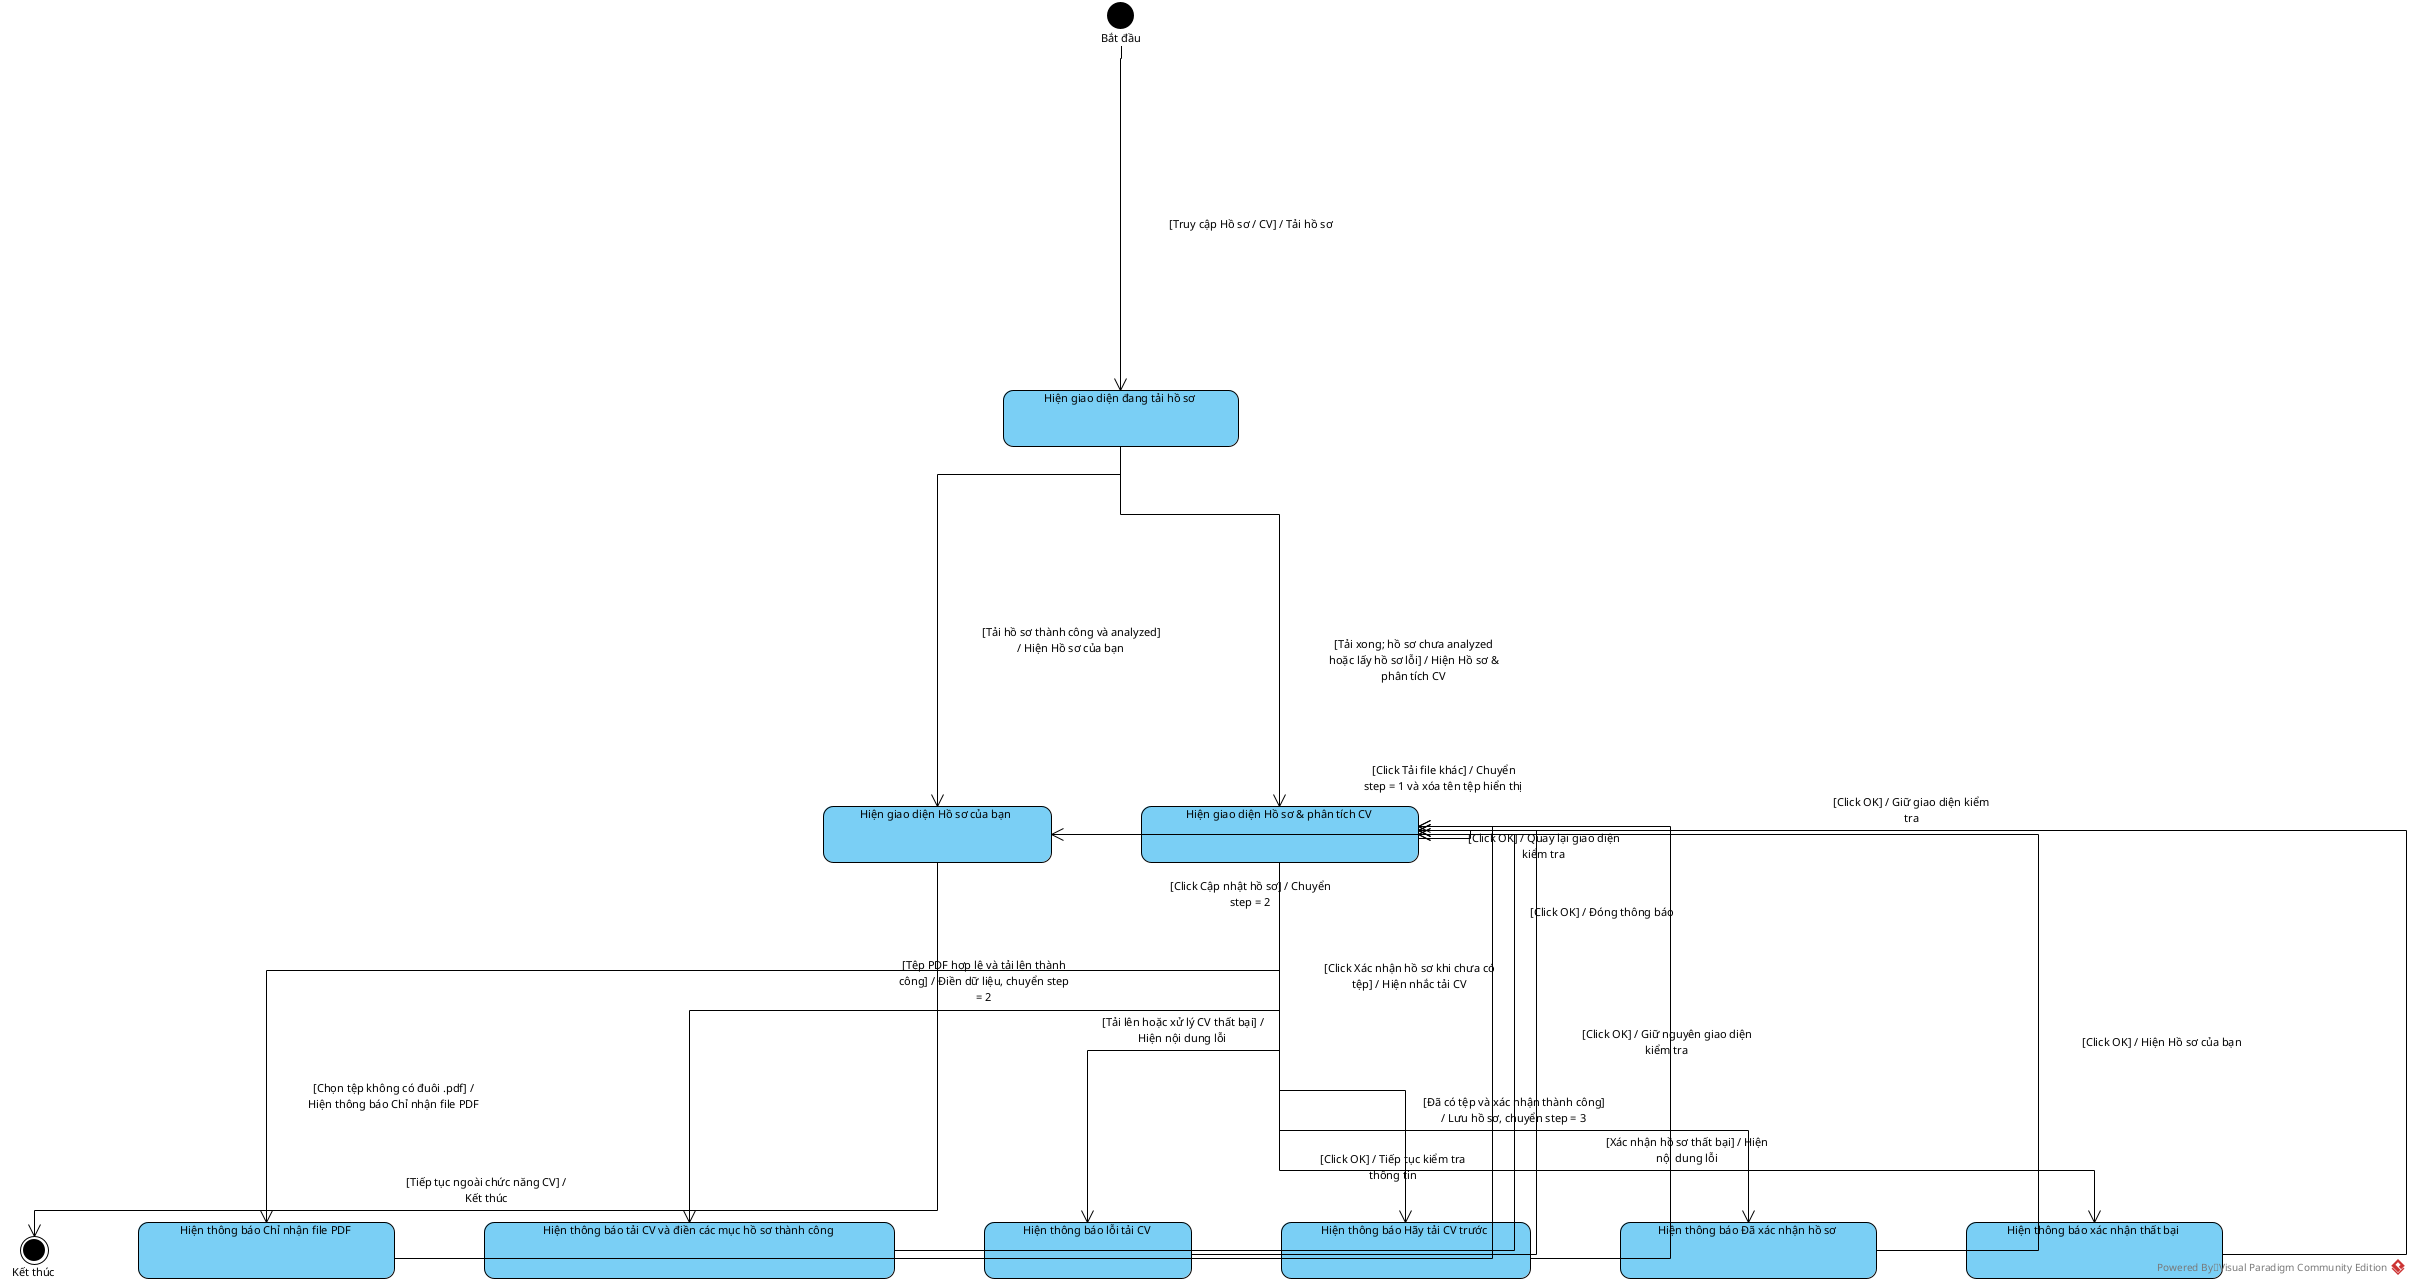 Bắt đầu
[Truy cập Hồ sơ / CV] / Tải hồ sơ
Hiện giao diện đang tải hồ sơ
[Tải hồ sơ thành công và analyzed]
/ Hiện Hồ sơ của bạn
[Tải xong; hồ sơ chưa analyzed
hoặc lấy hồ sơ lỗi] / Hiện Hồ sơ &
phân tích CV
[Click Tải file khác] / Chuyển
step = 1 và xóa tên tệp hiển thị
[Click OK] / Giữ giao diện kiểm
tra
Hiện giao diện Hồ sơ của bạn
Hiện giao diện Hồ sơ & phân tích CV
[Click OK] / Quay lại giao diện
kiểm tra
[Click Cập nhật hồ sơ] / Chuyển
step = 2
[Click OK] / Đóng thông báo
[Tệp PDF hợp lệ và tải lên thành
công] / Điền dữ liệu, chuyển step
= 2
[Click Xác nhận hồ sơ khi chưa có
tệp] / Hiện nhắc tải CV
[Tải lên hoặc xử lý CV thất bại] /
Hiện nội dung lỗi
[Click OK] / Giữ nguyên giao diện
kiểm tra
[Click OK] / Hiện Hồ sơ của bạn
[Chọn tệp không có đuôi .pdf] /
Hiện thông báo Chỉ nhận file PDF
[Đã có tệp và xác nhận thành công]
/ Lưu hồ sơ, chuyển step = 3
[Xác nhận hồ sơ thất bại] / Hiện
nội dung lỗi
[Click OK] / Tiếp tục kiểm tra
thông tin
[Tiếp tục ngoài chức năng CV] /
Kết thúc
Hiện thông báo Chỉ nhận file PDF
Hiện thông báo tải CV và điền các mục hồ sơ thành công
Hiện thông báo lỗi tải CV
Hiện thông báo Hãy tải CV trước
Hiện thông báo Đã xác nhận hồ sơ
Hiện thông báo xác nhận thất bại
Kết thúc
Powered By Visual Paradigm Community Edition